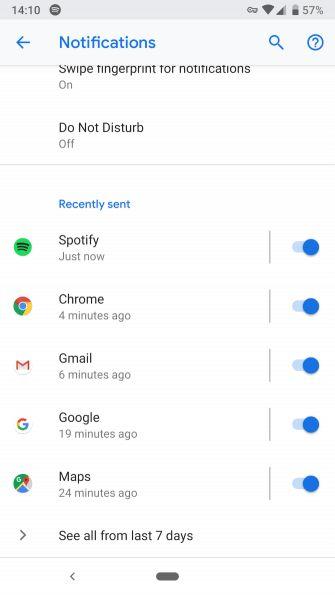 14:10
57%
Notifications
Swipe fingerprint for notifications
On
Do Not Disturb
Off
Recently sent
Spotify
Just now
Chrome
4 minutes ago
Gmail
6 minutes ago
Google
19 minutes ago
Maps
24 minutes ago
See all from last 7 days